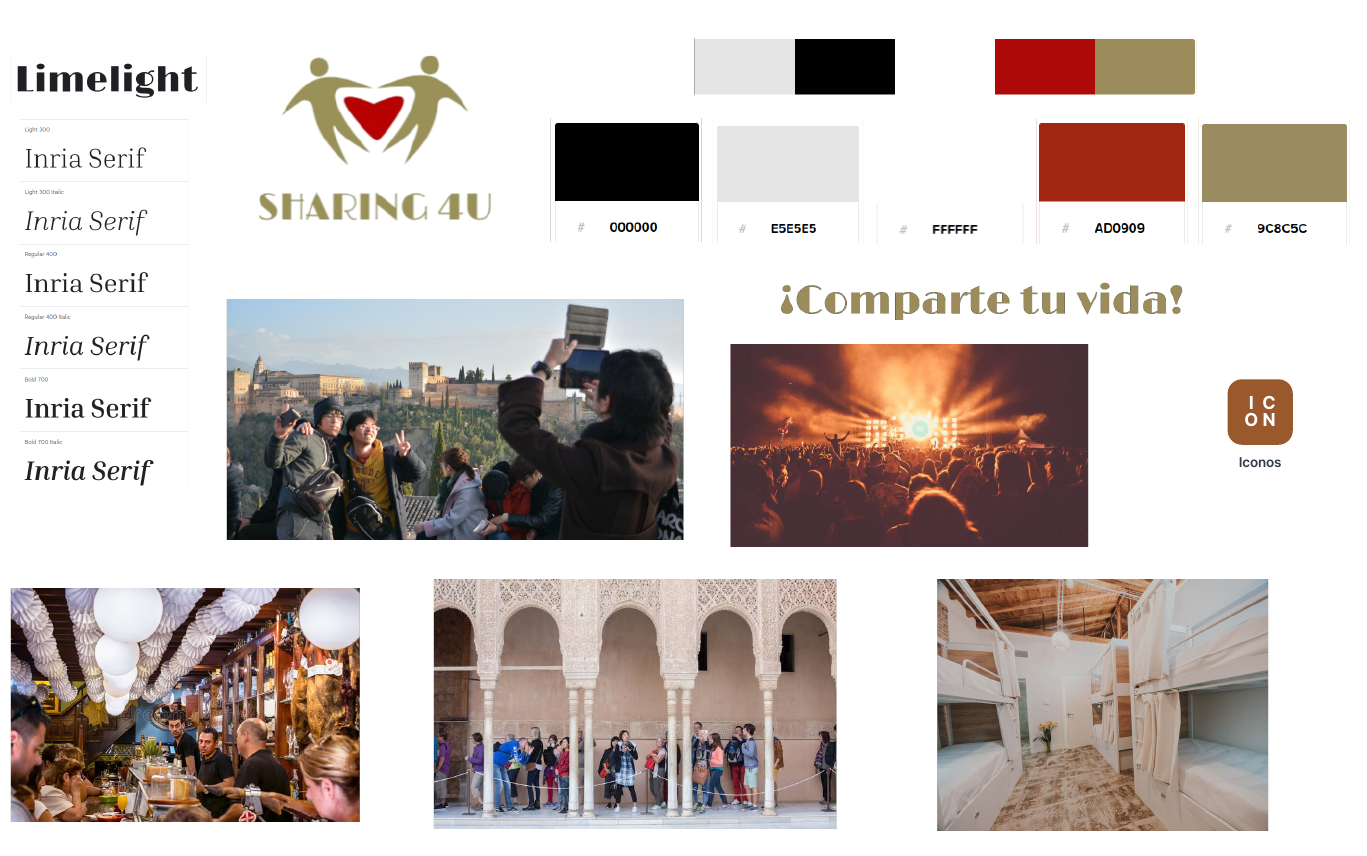 Limelight
Light 300
Inria Serif
Light 300 Italic
Inria Serif
Regular 400
Inria Serif
Regular 400 Italic
Inria Serif
Bold 700
Inria Serif
Bold 700 Italic
Inria Serif
SHARING 4U
# 000000
# E5E5E5
# FFFFFF
# AD0909
# 9C8C5C
¡Comparte tu vida!
IC
ON
Iconos